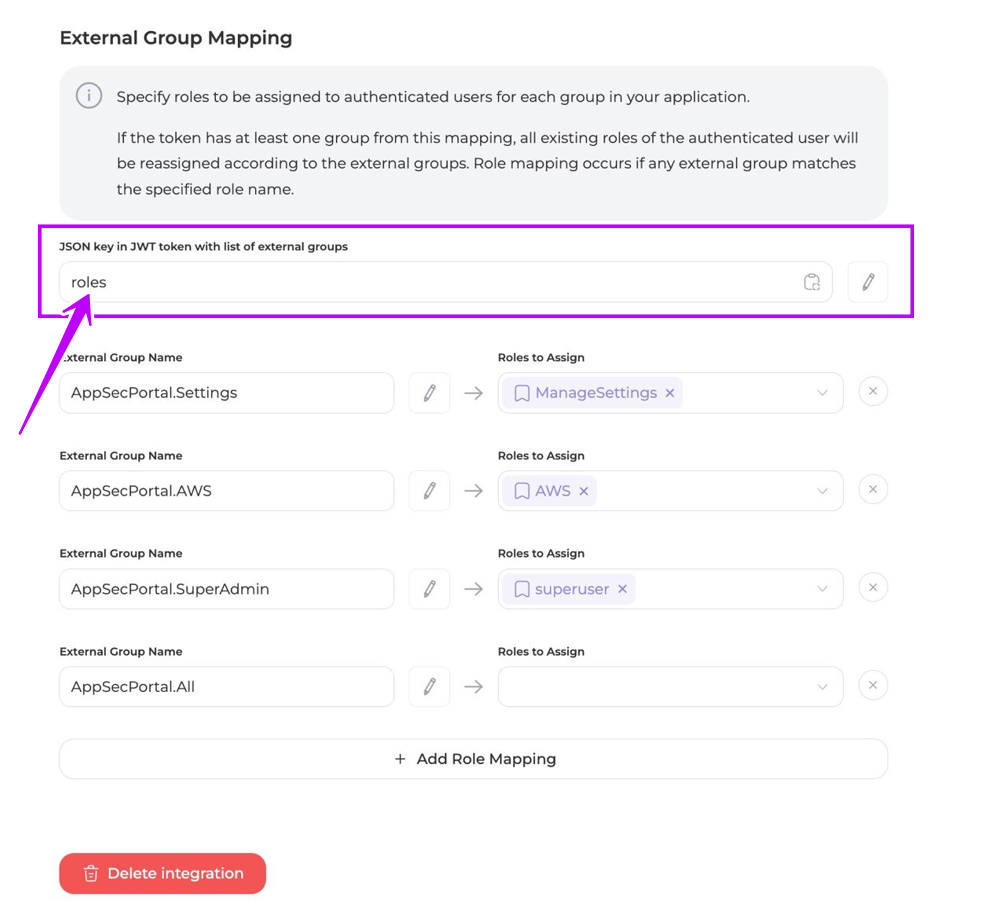 External Group Mapping
Specify roles to be assigned to authenticated users for each group in your application.
If the token has at least one group from this mapping, all existing roles of the authenticated user will
be reassigned according to the external groups. Role mapping occurs if any external group matches
the specified role name.
JSON key in JWT token with list of external groups
roles
External Group Name
Roles to Assign
AppSecPortal.Settings
ManageSettings
External Group Name
Roles to Assign
AppSecPortal.AWS
AWS
External Group Name
Roles to Assign
AppSecPortal.SuperAdmin
superuser
External Group Name
Roles to Assign
AppSecPortal.All
+ Add Role Mapping
Delete integration